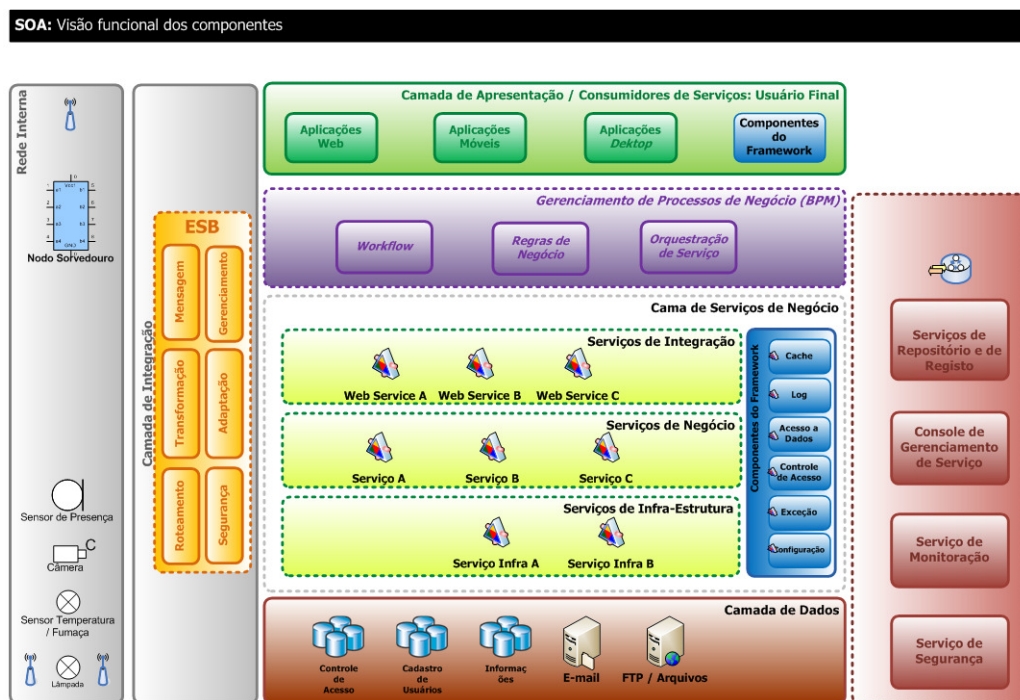 SOA: Visão funcional dos componentes
Rede Interna
Nodo Sorvedouro
Sensor de Presença
C
Câmera
Sensor Temperatura
/ Fumaça
Lâmpada
Camada de Integração
ESB
Mensagem
Gerenciamento
Transformação
Adaptação
Roteamento
Segurança
Camada de Apresentação / Consumidores de Serviços: Usuário Final
Aplicações
Web
Aplicações
Móveis
Aplicações
Dektop
Componentes
do
Framework
Gerenciamento de Processos de Negócio (BPM)
Workflow
Regras de
Negócio
Orquestração
de Serviço
Cama de Serviços de Negócio
Serviços de Integração
Web Service A
Web Service B
Web Service C
Serviços de Negócio
Serviço A
Serviço B
Serviço C
Serviços de Infra-Estrutura
Serviço Infra A
Serviço Infra B
Componentes do Framework
Cache
Log
Acesso a
Dados
Controle
de Acesso
Exceção
Configuração
Camada de Dados
Controle
de Acesso
Cadastro
de Usuários
Informaç
ões
E-mail
FTP / Arquivos
Serviços de
Repositório e de
Registo
Console de
Gerenciamento
de Serviço
Serviço de
Monitoração
Serviço de
Segurança